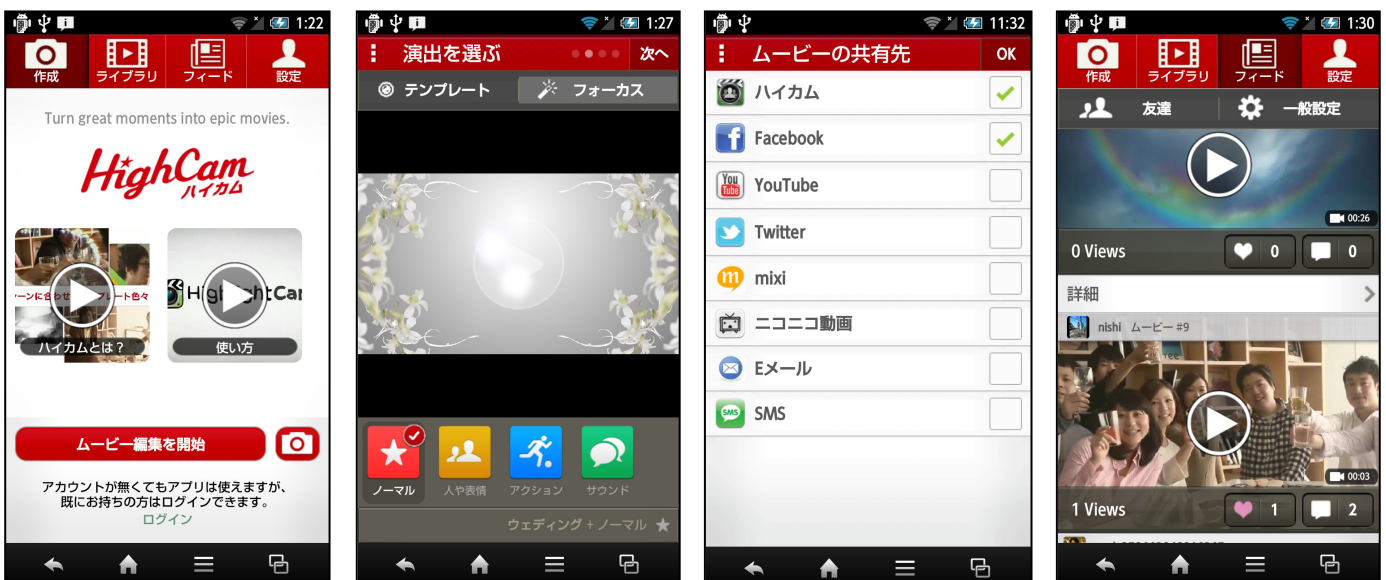 1:22
作成
ライブラリ
フィード
設定
Turn great moments into epic movies.
HighCam
ハイカム
ハイカムとは？
使い方
ムービー編集を開始
アカウントが無くてもアプリは使えますが、
既にお持ちの方はログインできます。
ログイン
1:27
演出を選ぶ
次へ
テンプレート
フォーカス
ノーマル
人や表情
アクション
サウンド
ウェディング + ノーマル
11:32
ムービーの共有先
OK
ハイカム
Facebook
You Tube
YouTube
Twitter
mixi
ニコニコ動画
Eメール
SMS
SMS
1:30
作成
ライブラリ
フィード
設定
友達
一般設定
00:26
0 Views
0
0
詳細
nishi ムービー #9
00:03
1 Views
1
2